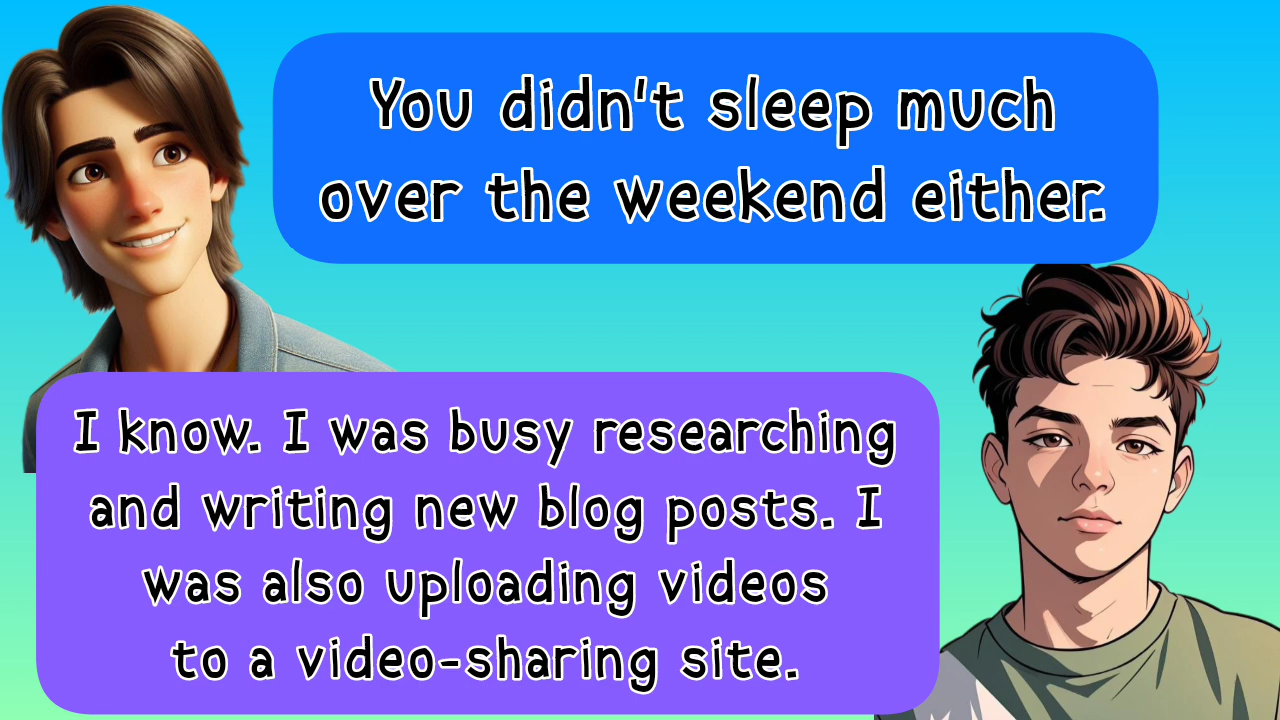 You didn't sleep much
over the weekend either.
I know. I was busy researching
and writing new blog posts. I
was also uploading videos
to a video-sharing site.